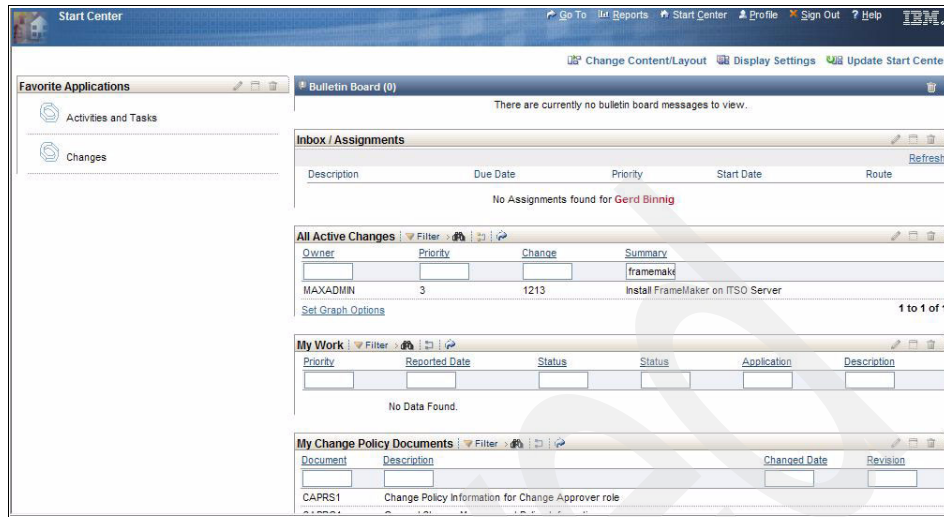 Start Center
Go To Reports Start Center Profile Sign Out ? Help IBM.
Change Content/Layout Display Settings Update Start Cente
Favorite Applications
Activities and Tasks
Changes
Bulletin Board (0)
There are currently no bulletin board messages to view.
Inbox / Assignments
Refresh
Description Due Date Priority Start Date Route
No Assignments found for Gerd Binnig
All Active Changes Filter
Owner Priority Change Summary
framemake
MAXADMIN 3 1213 Install FrameMaker on ITSO Server
Set Graph Options 1 to 1 of 1
My Work Filter
Priority Reported Date Status Status Application Description
No Data Found.
My Change Policy Documents Filter
Document Description Changed Date Revision
CAPRS1 Change Policy Information for Change Approver role